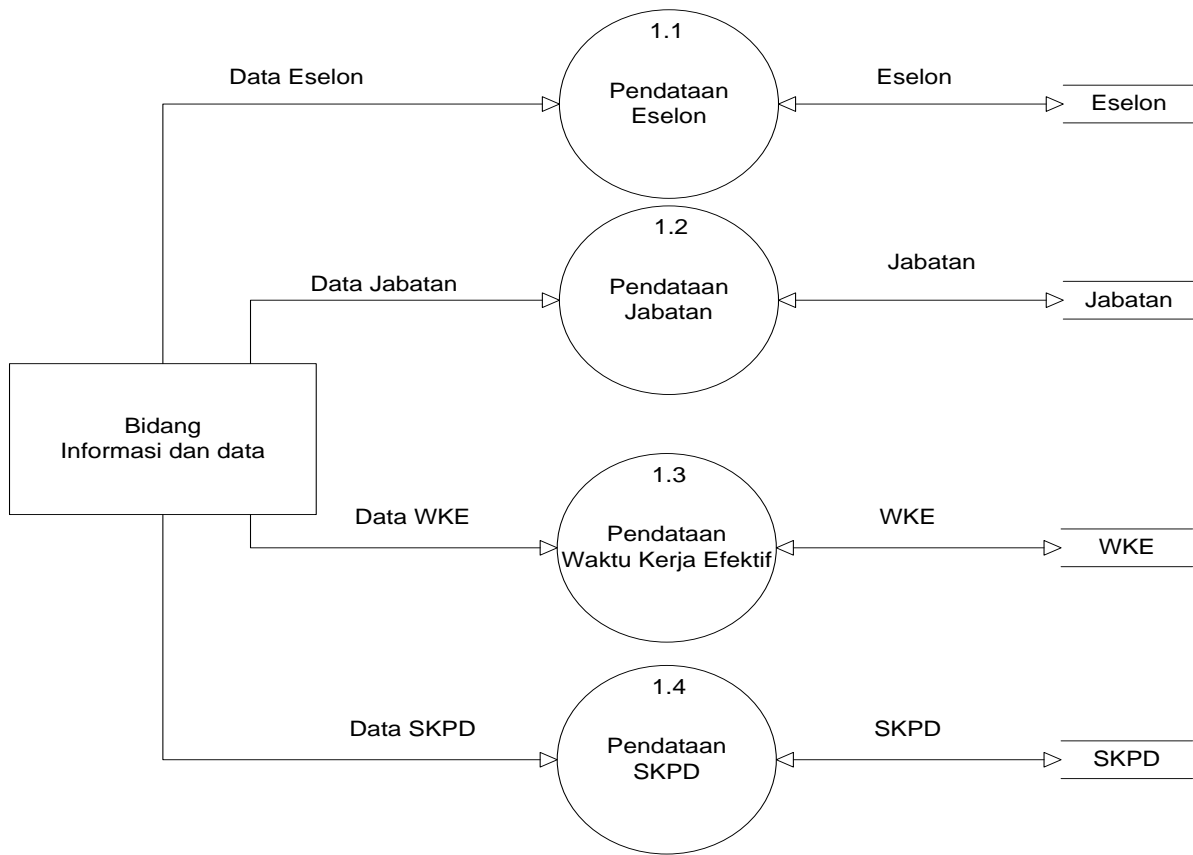 1.1
Data Eselon
Pendataan
Eselon
Eselon
Eselon
1.2
Data Jabatan
Pendataan
Jabatan
Jabatan
Jabatan
Bidang
Informasi dan data
1.3
Data WKE
Pendataan
Waktu Kerja Efektif
WKE
WKE
1.4
Data SKPD
Pendataan
SKPD
SKPD
SKPD